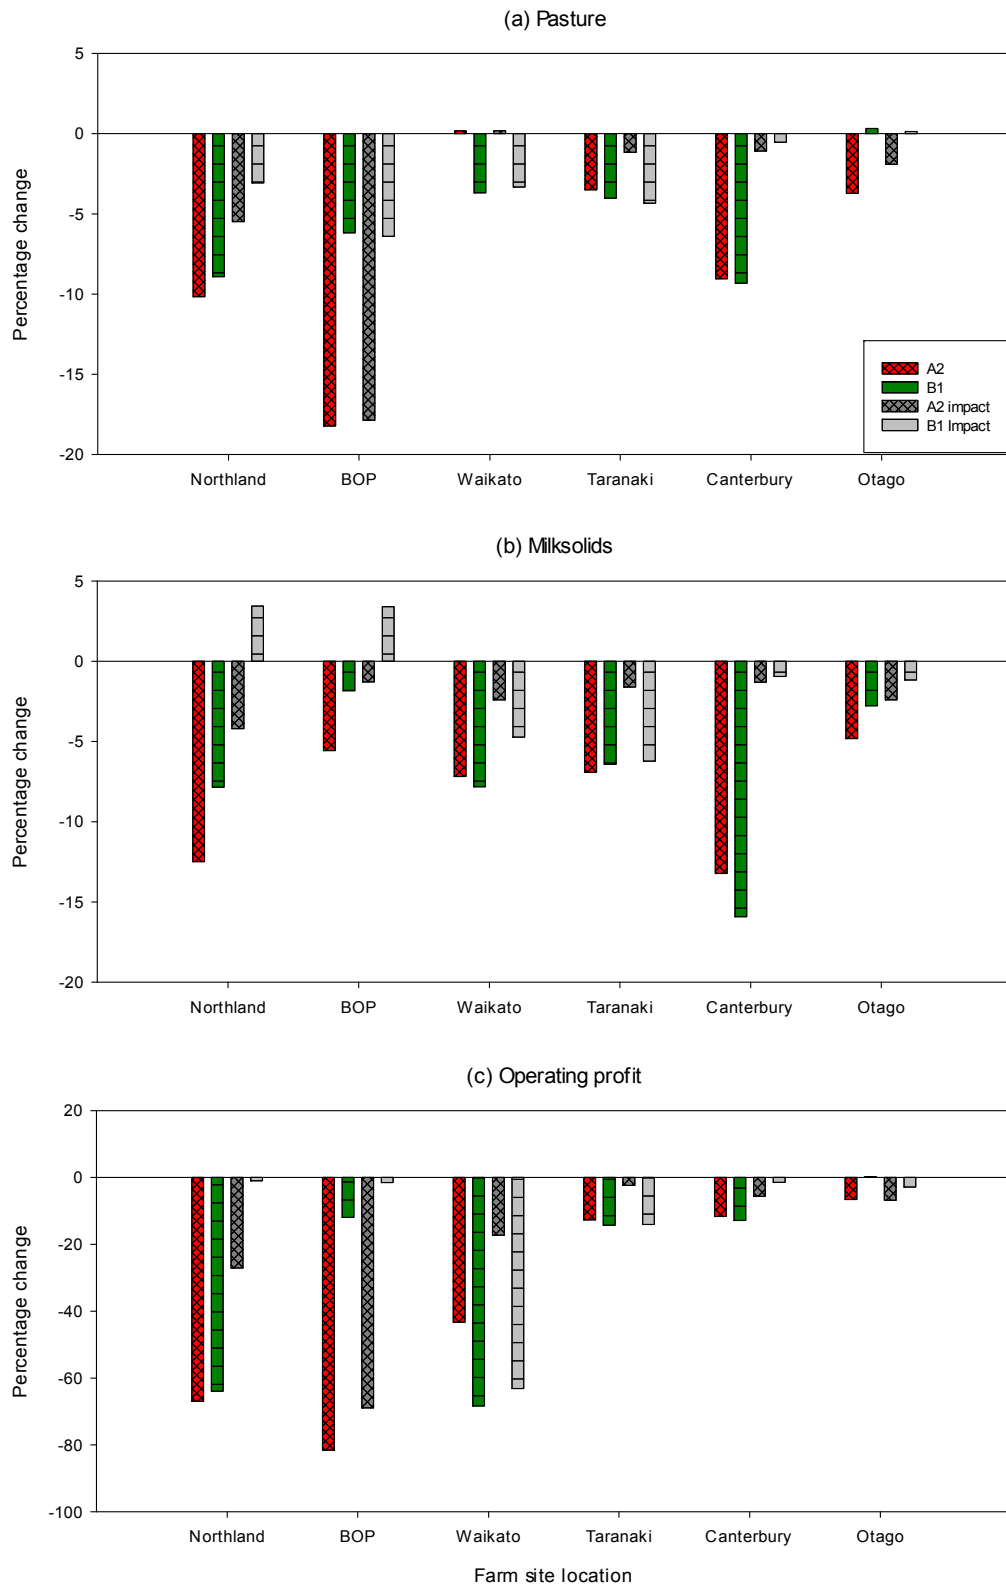 (a) Pasture
5
0
-5
-10
-15
-20
Percentage change
A2
B1
A2 impact
B1 Impact
Northland BOP Waikato Taranaki Canterbury Otago
(b) Milksolids
5
0
-5
-10
-15
-20
Percentage change
Northland BOP Waikato Taranaki Canterbury Otago
(c) Operating profit
20
0
-20
-40
-60
-80
-100
Percentage change
Northland BOP Waikato Taranaki Canterbury Otago
Farm site location